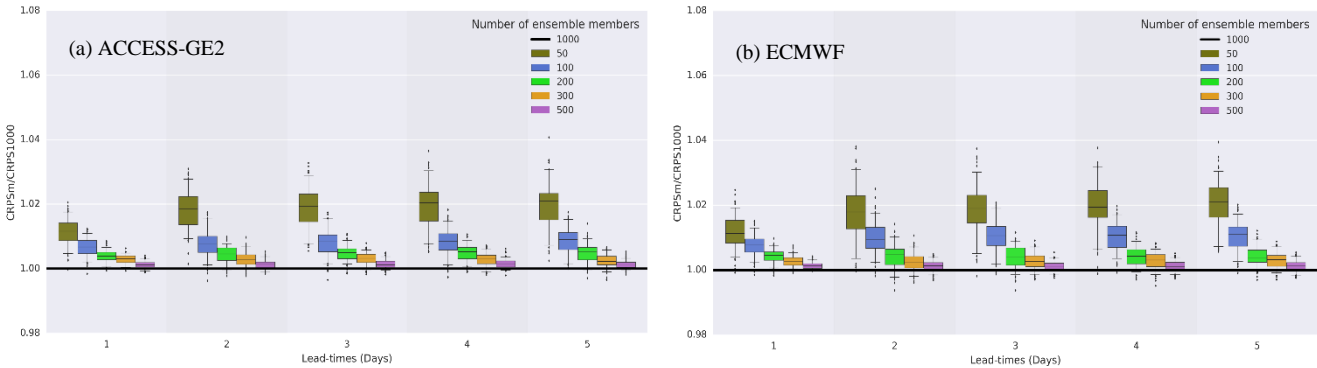 1.08
1.06
1.04
1.02
1.00
0.98
CRPSm/CRPS1000
(a) ACCESS-GE2
Number of ensemble members
1000
50
100
200
300
500
1 2 3 4 5
Lead-times (Days)
1.08
1.06
1.04
1.02
1.00
0.98
CRPSm/CRPS1000
(b) ECMWF
Number of ensemble members
1000
50
100
200
300
500
1 2 3 4 5
Lead-times (Days)